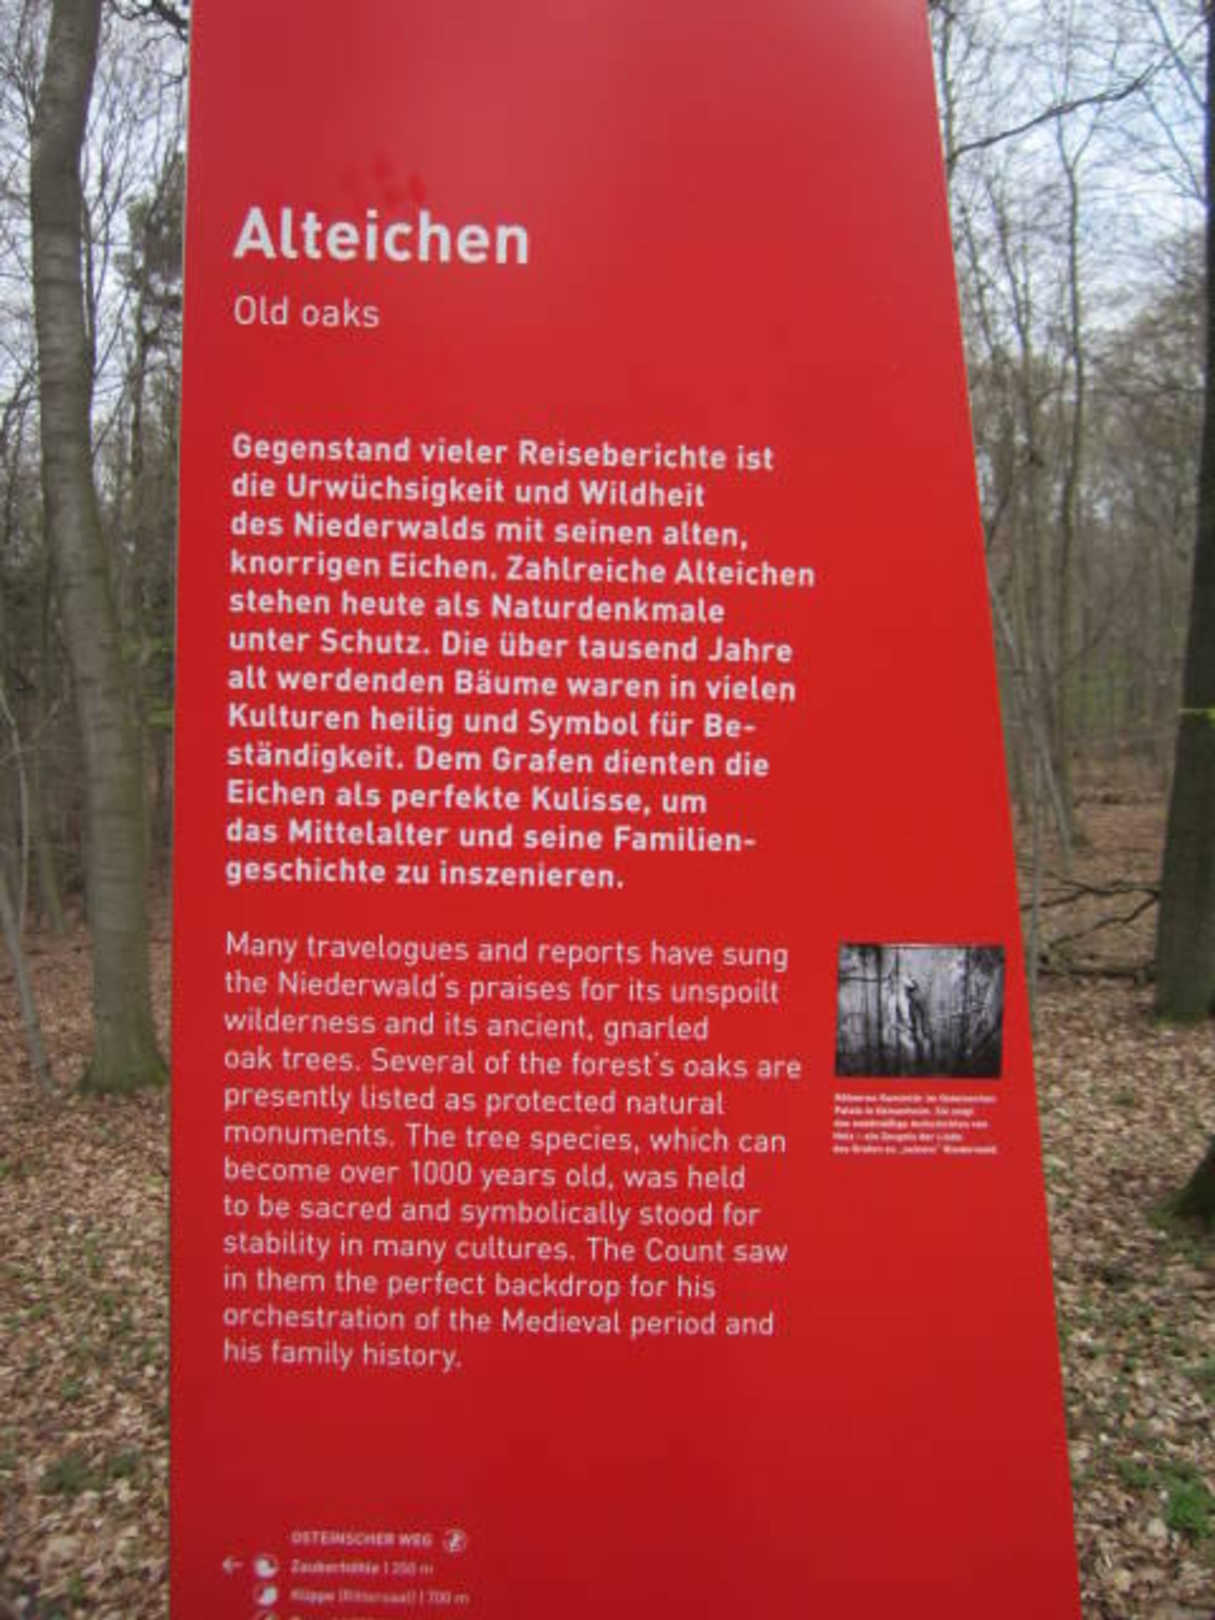 Alteichen
Old oaks
Gegenstand vieler Reiseberichte ist
die Urwüchsigkeit und Wildheit
des Niederwalds mit seinen alten,
knorrigen Eichen. Zahlreiche Alteichen
stehen heute als Naturdenkmale
unter Schutz. Die über tausend Jahre
alt werdenden Bäume waren in vielen
Kulturen heilig und Symbol für Be-
ständigkeit. Dem Grafen dienten die
Eichen als perfekte Kulisse, um
das Mittelalter und seine Familien-
geschichte zu inszenieren.
Many travelogues and reports have sung
the Niederwald's praises for its unspoilt
wilderness and its ancient, gnarled
oak trees. Several of the forest's oaks are
presently listed as protected natural
monuments. The tree species, which can
become over 1000 years old, was held
to be sacred and symbolically stood for
stability in many cultures. The Count saw
in them the perfect backdrop for his
orchestration of the Medieval period and
his family history.
OSTEINSCHER WEG
← Zauberhöhle | 250 m
Klippe (Rittersaal) | 700 m